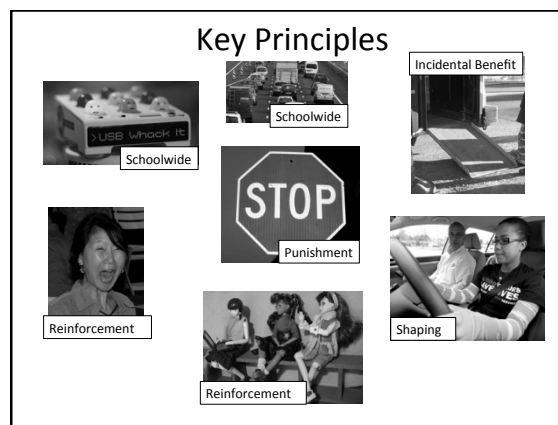 Key Principles
Incidental Benefit
>USB Whack It
Schoolwide
Schoolwide
STOP
Punishment
Reinforcement
Shaping
Reinforcement